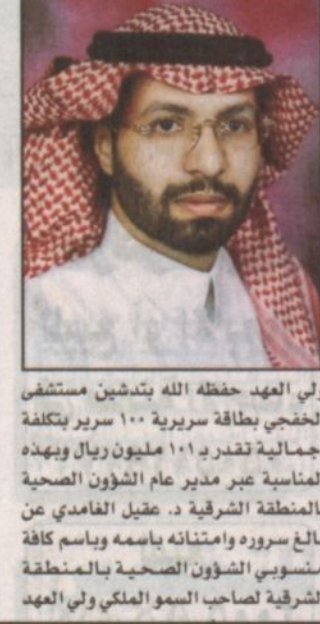 ولي العهد حفظه الله بتدشين مستشفى
الخفجي بطاقة سريرية ١٠٠ سرير بتكلفة
جمالية تقدر بـ ١٠١ مليون ريال وبهذه
المناسبة عبر مدير عام الشؤون الصحية
بالمنطقة الشرقية د. عقيل الغامدي عن
بالغ سروره وامتنانه باسمه وباسم كافة
منسوبي الشؤون الصحية بالمنطقة
الشرقية لصاحب السمو الملكي ولي العهد